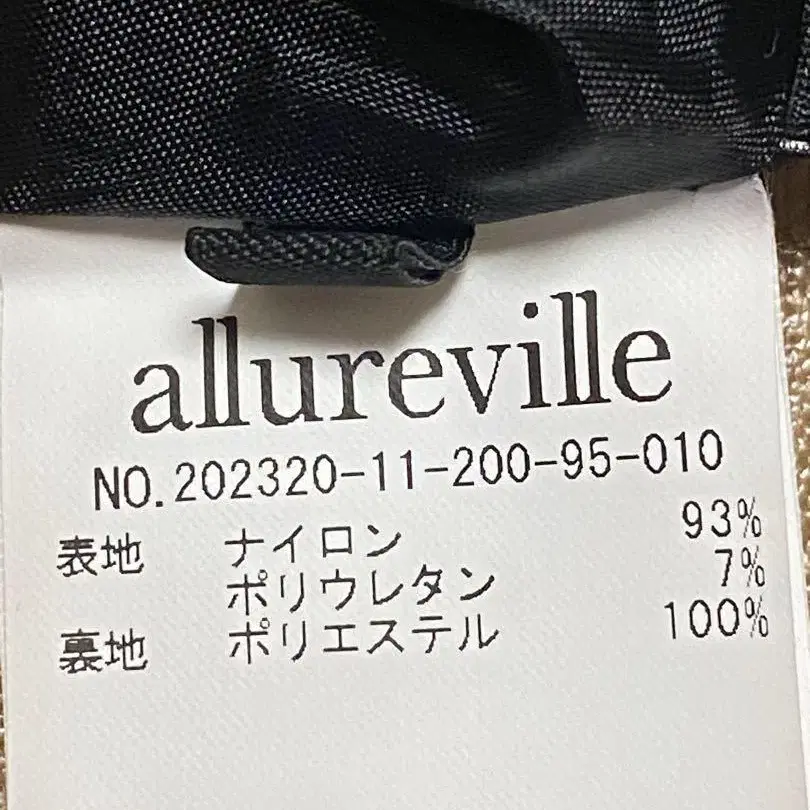 allureville
NO.202320-11-200-95-010
表地 ナイロン 93%
ポリウレタン 7%
裏地 ポリエステル 100%